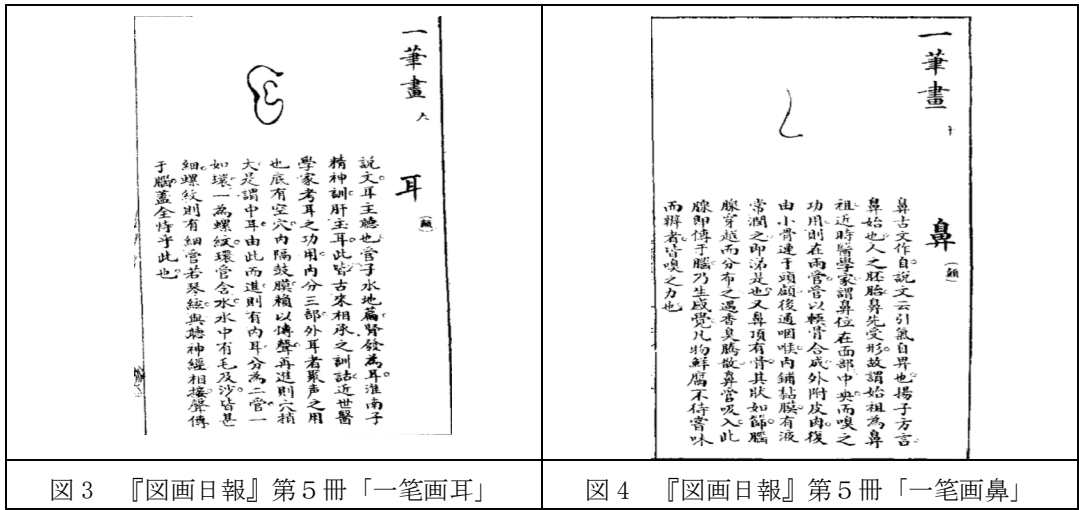 一筆畫 六
耳 (顛)
說文耳主聽也管子水地篇腎發為耳淮南子
精神訓肝主耳此皆古來相承之訓詁近世醫
學家考耳之功用內分三部外耳者聚声之用
也底有空穴內隔鼓膜賴以傳聲再進則穴稍
大是謂中耳由此而進則有內耳分為二管一
如環一為螺紋環管含水水中有毛及沙皆甚
細螺紋則有細管若琴絃與聽神經相接聲傳
于腦蓋全恃乎此也
図3 『図画日報』第5冊「一笔画耳」
一筆畫 十
鼻 (顛)
鼻古文作自說文云引氣自畀也揚子方言
鼻始也人之胚胎鼻先受形故謂始祖為鼻
祖近時醫學家謂鼻位在面部中央而嗅之
功用則在兩管管以輭骨合成外附皮肉後
由小骨連于頭顱後通咽喉內鋪黏膜有液
常潤之即涕是也又鼻頂有骨其狀如篩腦
腺穿越而分布之遇香臭騰散鼻管吸入此
腺即傳于腦乃生感覺凡物鮮腐不待嘗味
而辨者皆嗅之力也
図4 『図画日報』第5冊「一笔画鼻」